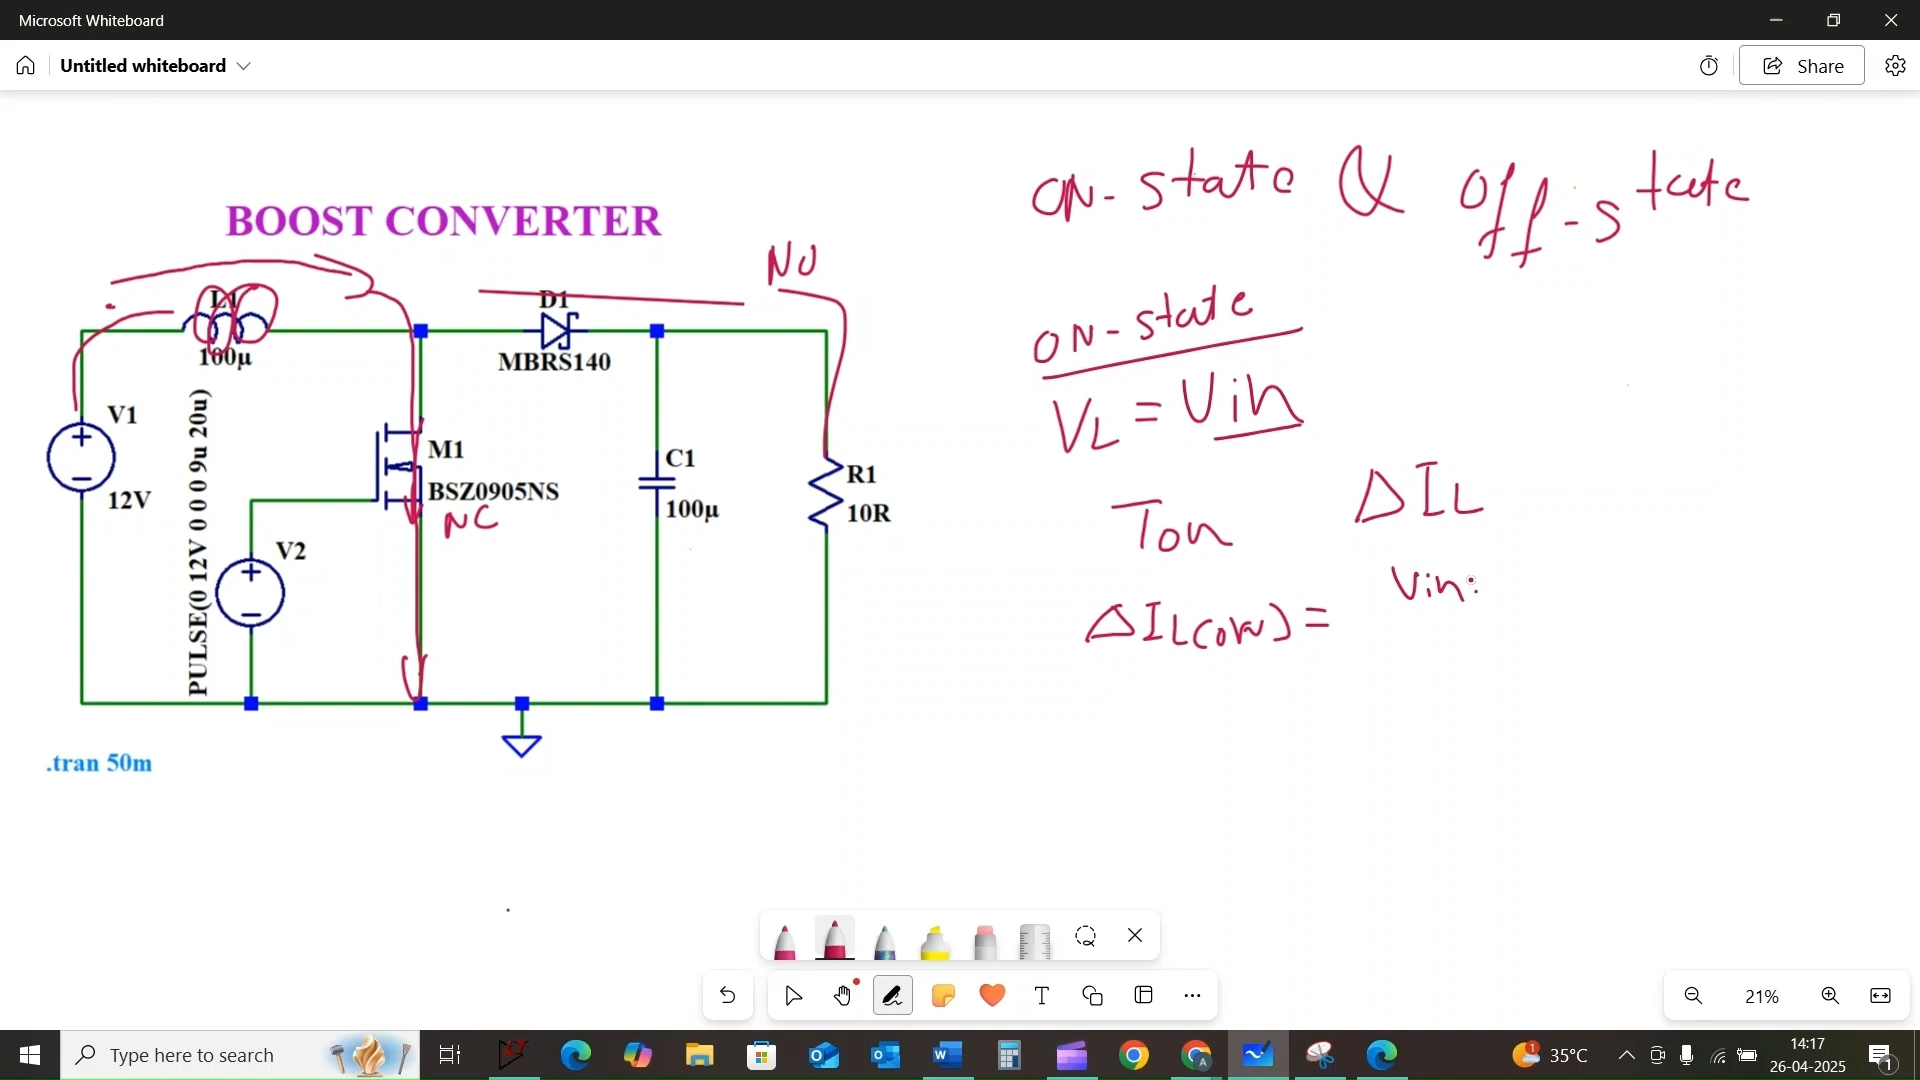 Microsoft Whiteboard
Untitled whiteboard
Share
BOOST CONVERTER
ON-state & Off-state
NO
L1
100µ
D1
MBRS140
ON-state
VL = Vin
V1
12V
PULSE(0 12V 0 0 0 9u 20u)
M1
BSZ0905NS
NC
V2
C1
100µ
R1
10R
Ton
ΔIL
Vin.
ΔIL(ON) =
.tran 50m
21%
Type here to search
35°C
14:17
26-04-2025
1
1